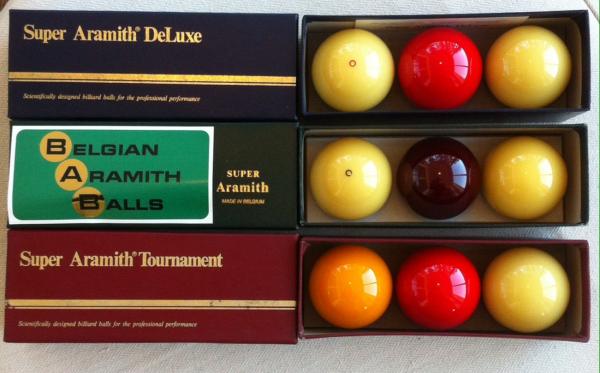 Super Aramith® DeLuxe
Scientifically designed billiard balls for the professional performance
BELGIAN
ARAMITH
BALLS
SUPER
Aramith
MADE IN BELGIUM
Super Aramith® Tournament
Scientifically designed billiard balls for the professional performance